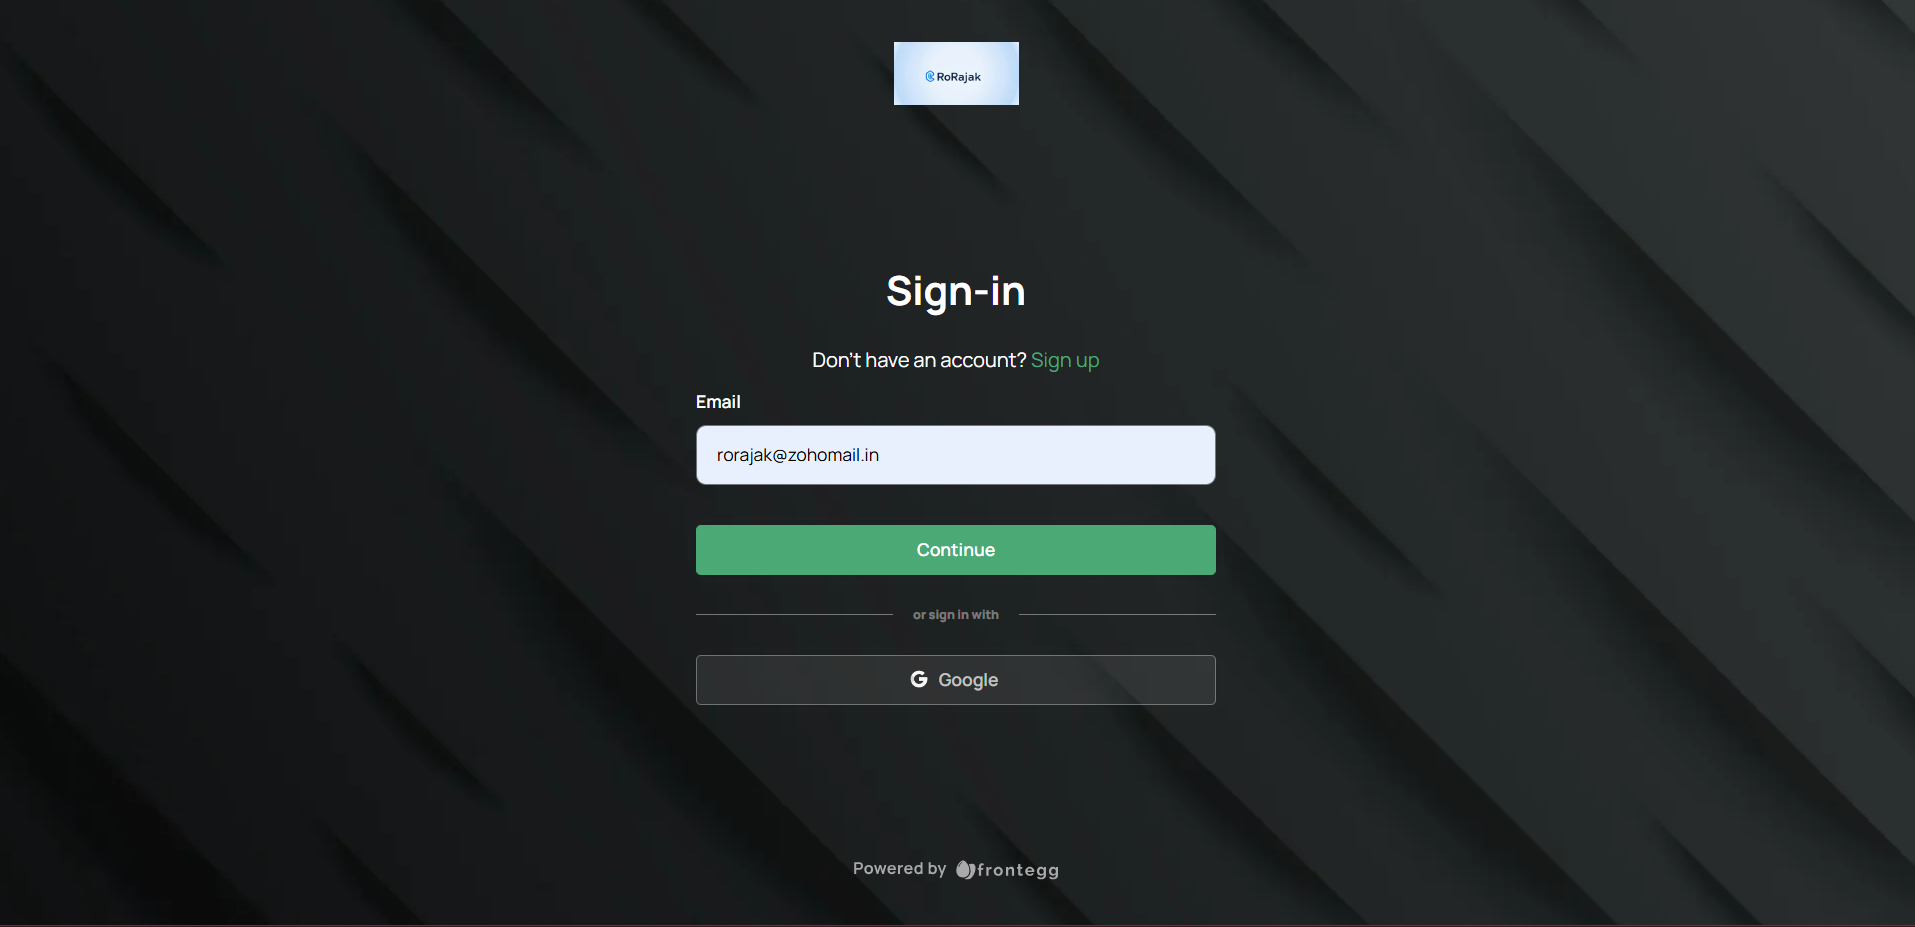 RoRajak
Sign-in
Don't have an account? Sign up
Email
rorajak@zohomail.in
Continue
or sign in with
Google
Powered by frontegg